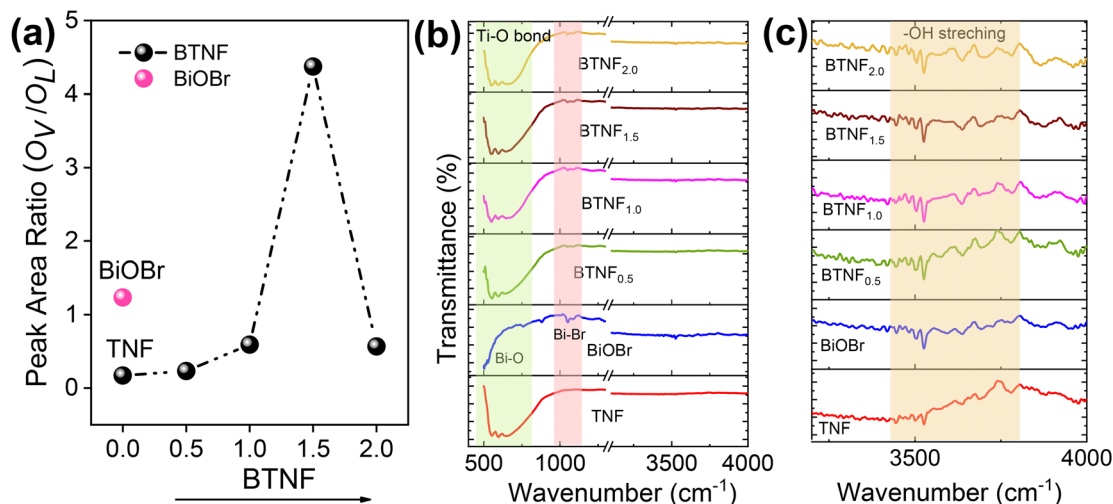 (a)
BTNF
BiOBr
Peak Area Ratio (OV/OL)
5
4
3
2
1
0
BiOBr
TNF
0.0 0.5 1.0 1.5 2.0
BTNF
(b)
Ti-O bond
BTNF2.0
BTNF1.5
BTNF1.0
BTNF0.5
Bi-O
Bi-Br
BiOBr
TNF
Transmittance (%)
500 1000 3500 4000
Wavenumber (cm-1)
(c)
-OH streching
BTNF2.0
BTNF1.5
BTNF1.0
BTNF0.5
BiOBr
TNF
3500 4000
Wavenumber (cm-1)